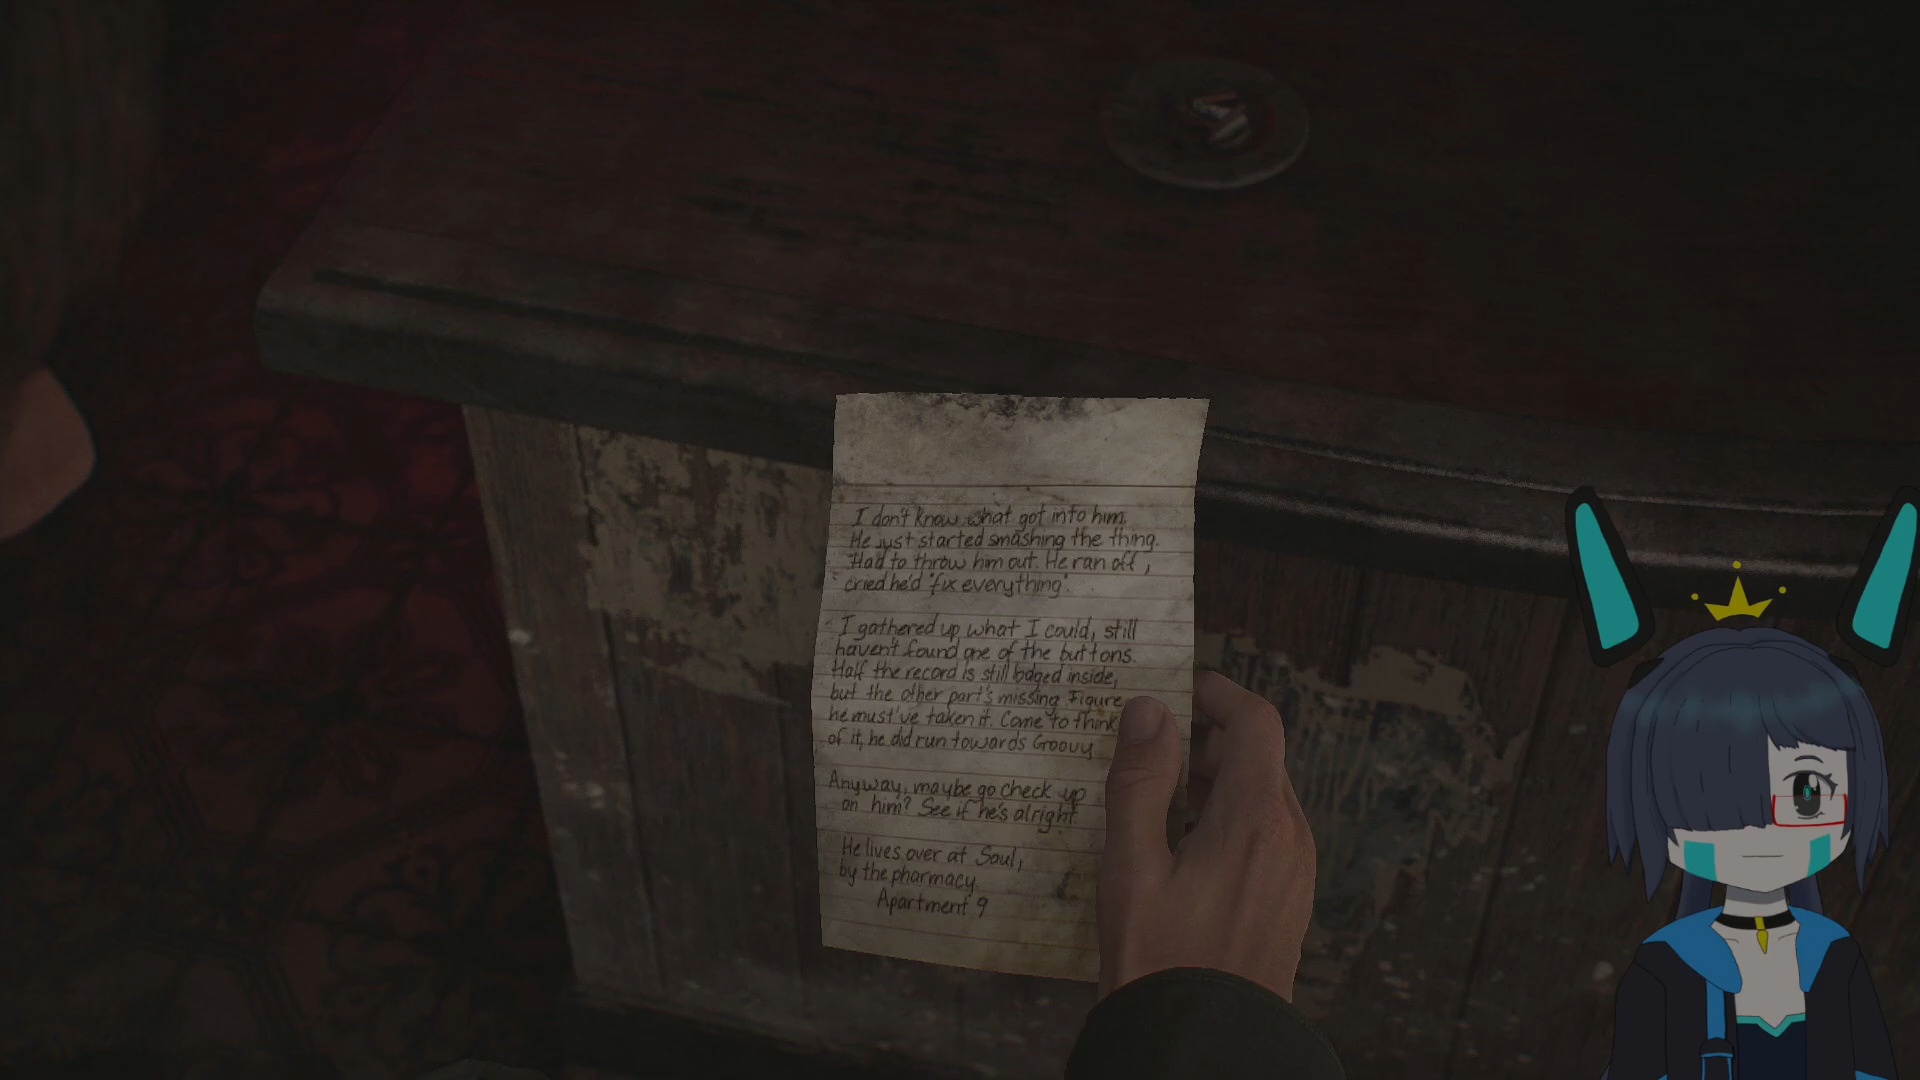 I don't know what got into him.
He just started smashing the thing.
Had to throw him out. He ran off,
cried he'd "fix everything".
I gathered up what I could, still
haven't found one of the buttons.
Half the record is still lodged inside,
but the other part's missing. Figure
he must've taken it. Come to think
of it, he did run towards Groovy
Anyway, maybe go check up
on him? See if he's alright
He lives over at Saul,
by the pharmacy.
Apartment 9